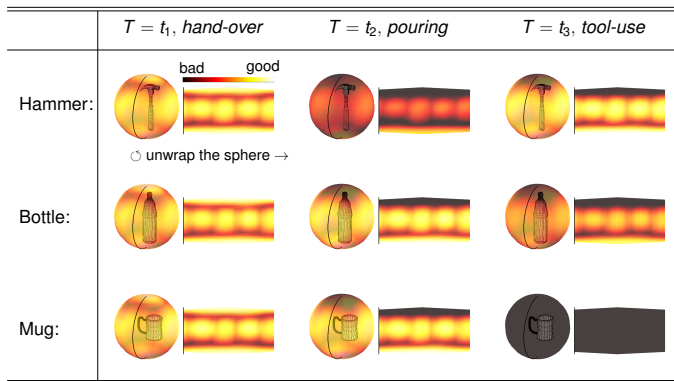 T = t₁, hand-over T = t₂, pouring T = t₃, tool-use
bad good
Hammer:
↺ unwrap the sphere →
Bottle:
Mug: